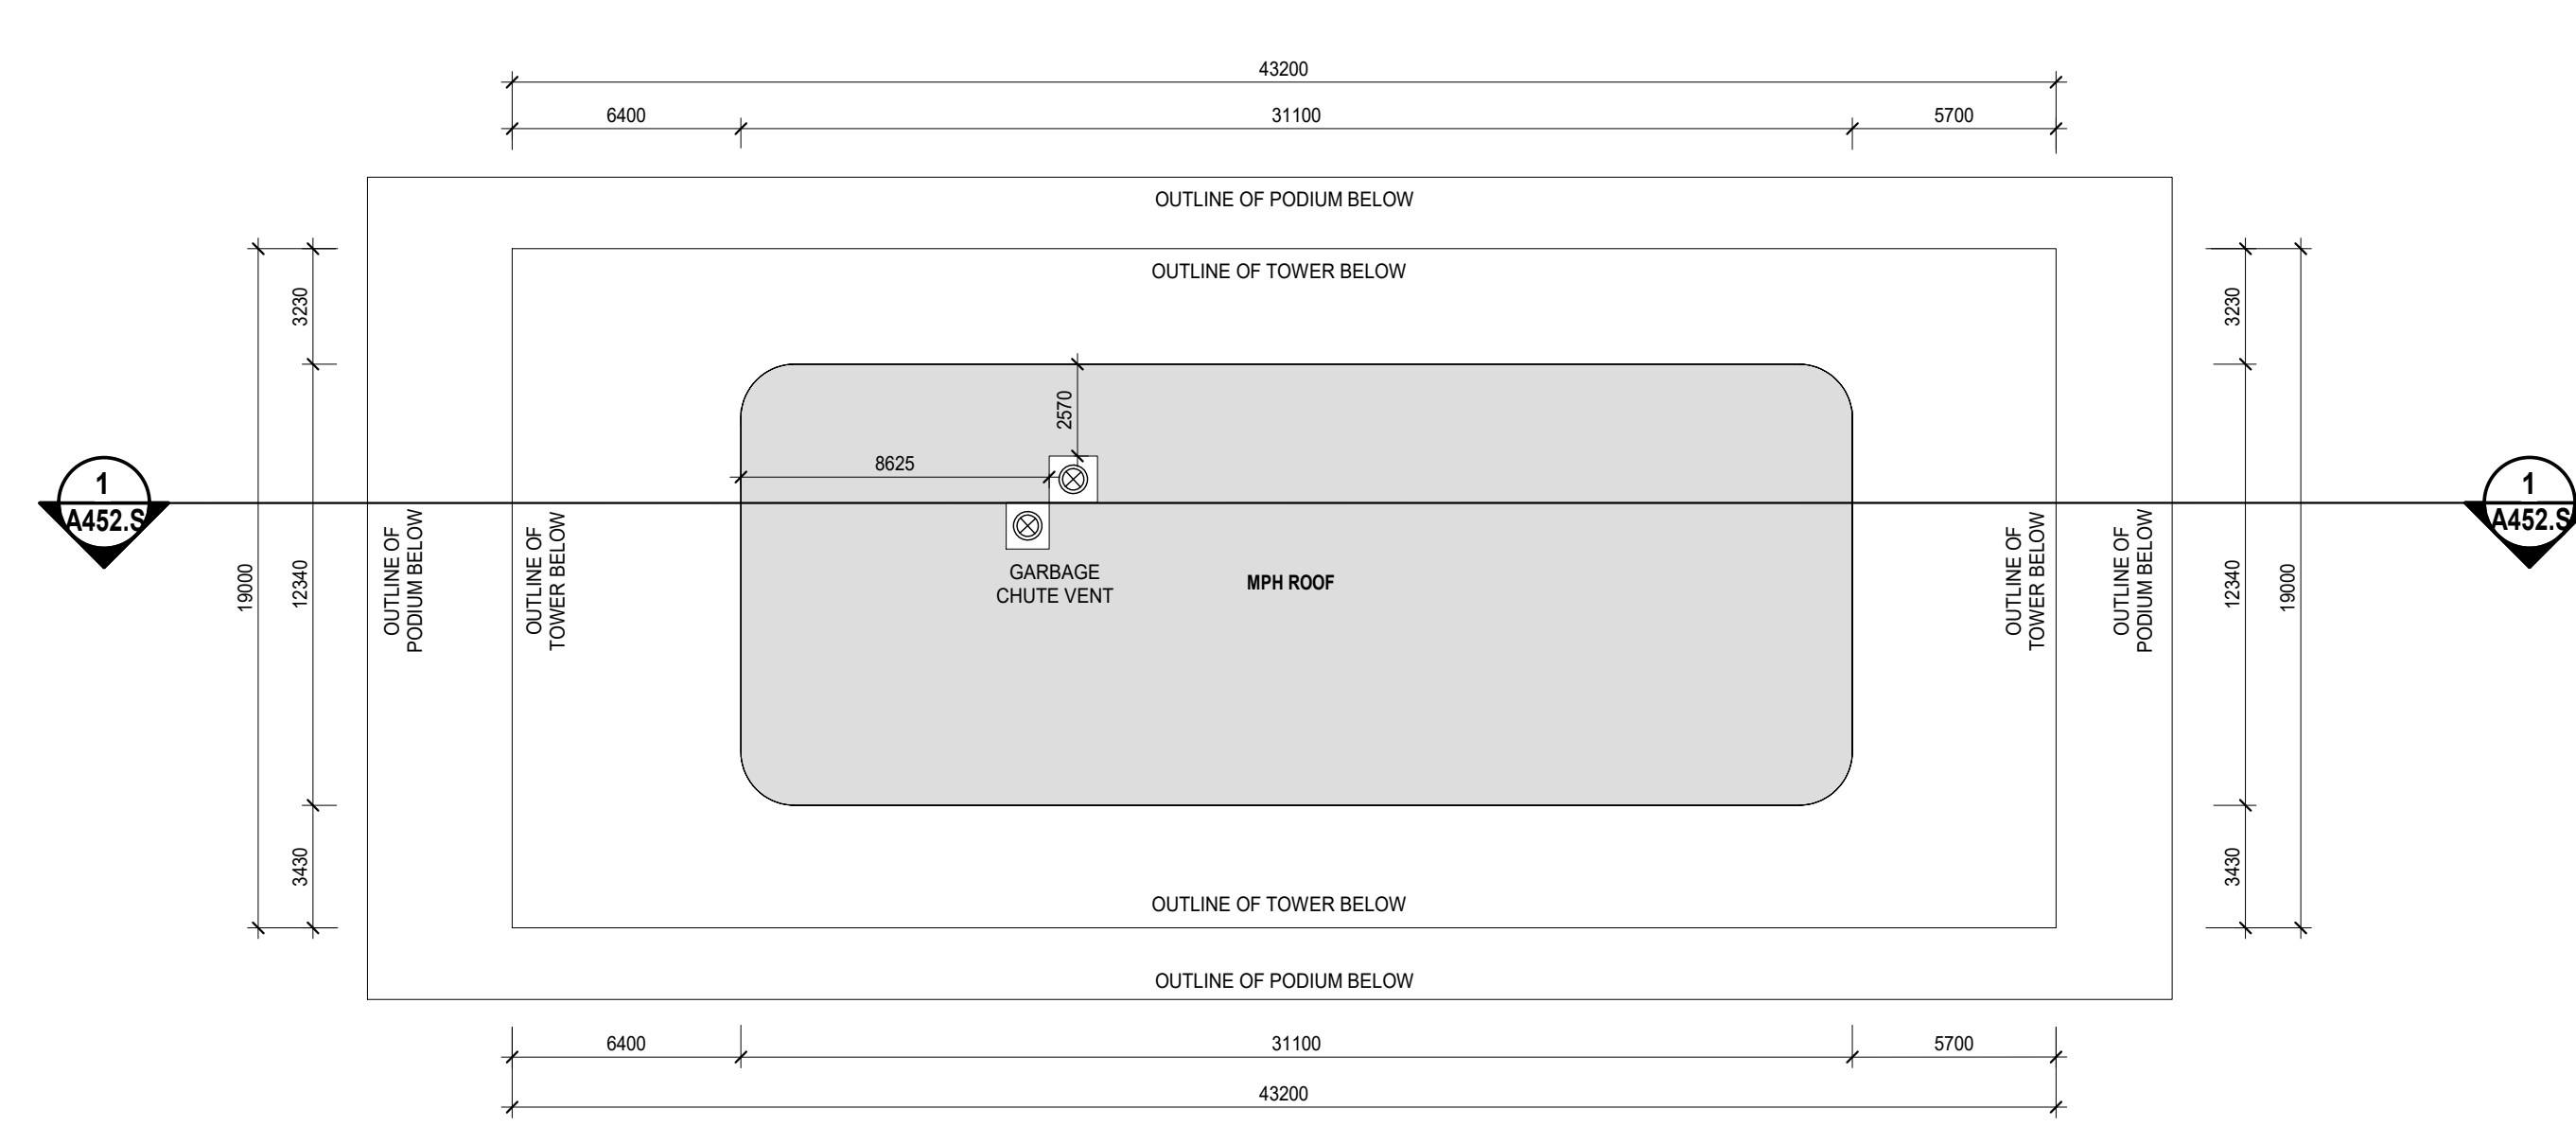 43200
6400
31100
5700
OUTLINE OF PODIUM BELOW
OUTLINE OF TOWER BELOW
3230
3230
2570
8625
1
A452.S
1
A452.S
19000
12340
OUTLINE OF
PODIUM BELOW
OUTLINE OF
TOWER BELOW
GARBAGE
CHUTE VENT
MPH ROOF
OUTLINE OF
TOWER BELOW
OUTLINE OF
PODIUM BELOW
12340
19000
3430
3430
OUTLINE OF TOWER BELOW
OUTLINE OF PODIUM BELOW
6400
31100
5700
43200